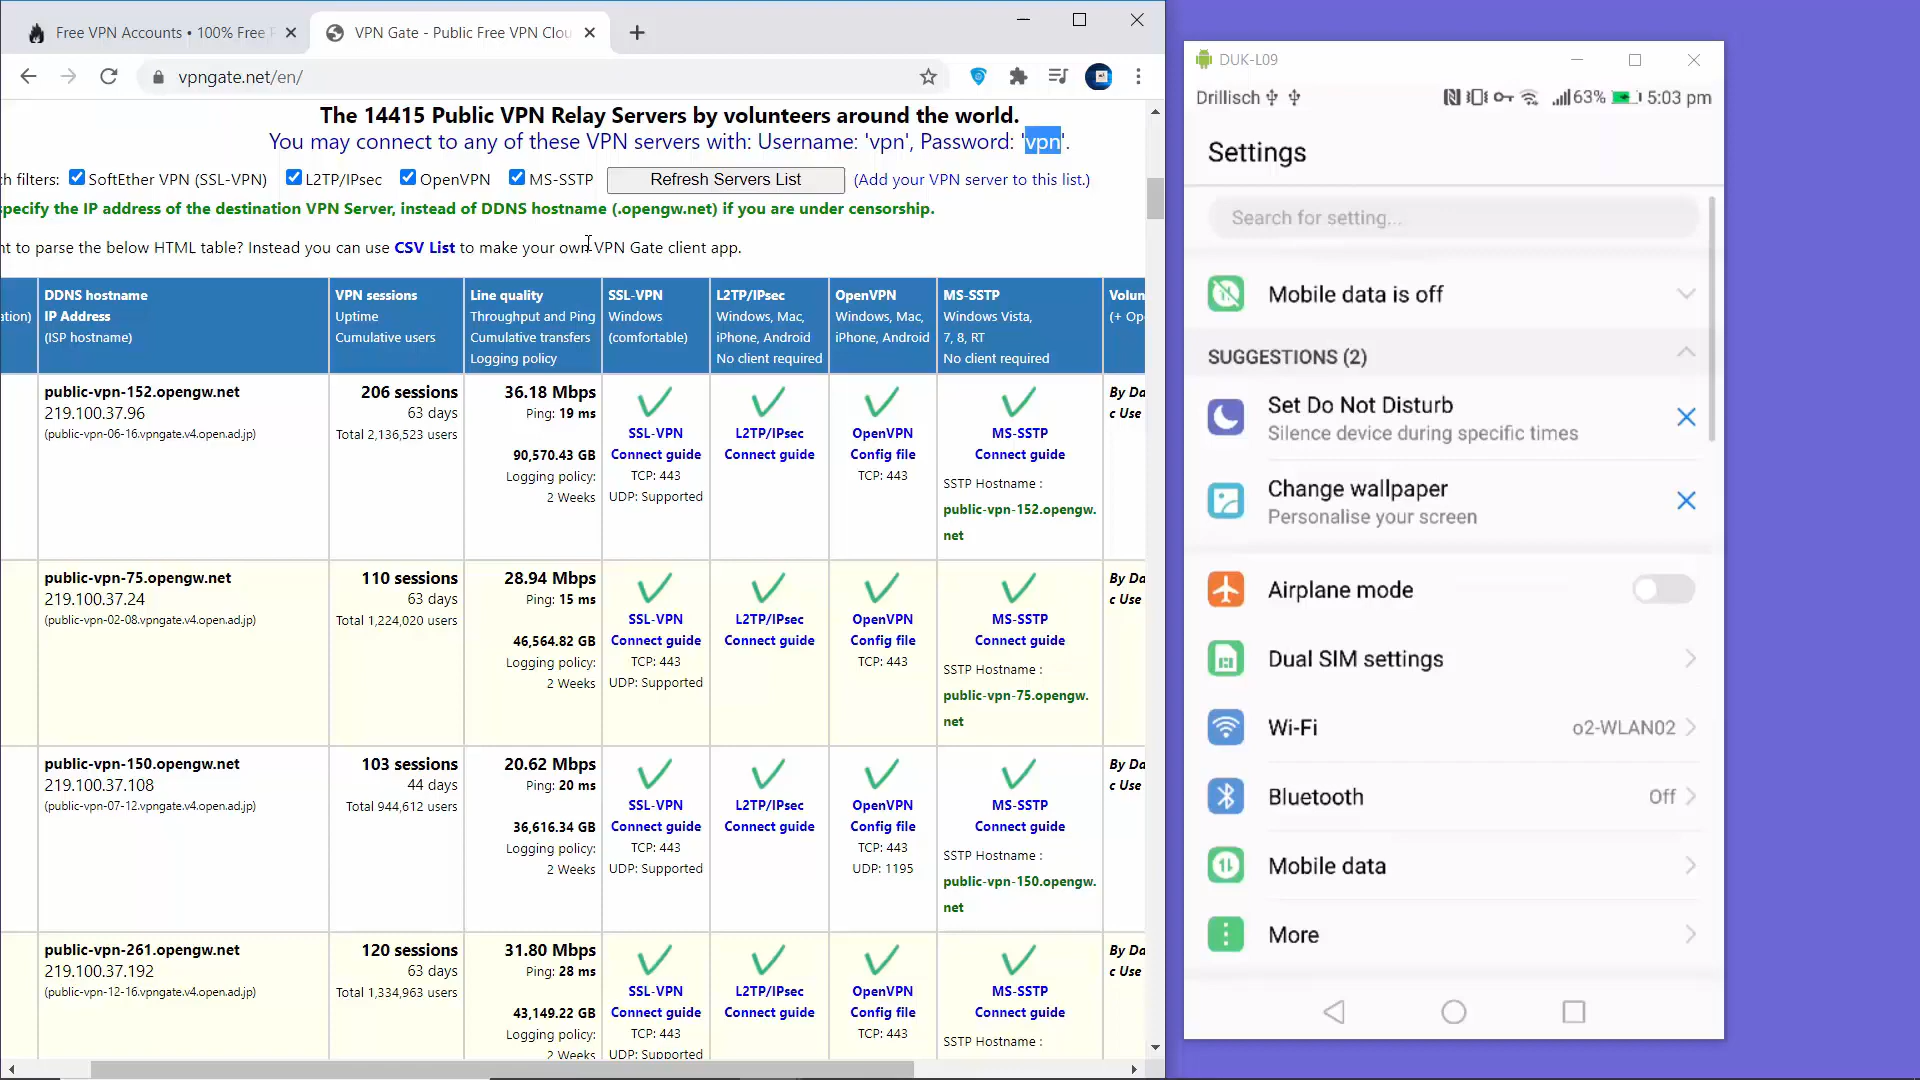 Free VPN Accounts • 100% Free
VPN Gate - Public Free VPN Clou
vpngate.net/en/
The 14415 Public VPN Relay Servers by volunteers around the world.
You may connect to any of these VPN servers with: Username: 'vpn', Password: 'vpn'.
ch filters: SoftEther VPN (SSL-VPN) L2TP/IPsec OpenVPN MS-SSTP Refresh Servers List (Add your VPN server to this list.)
specify the IP address of the destination VPN Server, instead of DDNS hostname (.opengw.net) if you are under censorship.
nt to parse the below HTML table? Instead you can use CSV List to make your own VPN Gate client app.
ation)
DDNS hostname
IP Address
(ISP hostname)
VPN sessions
Uptime
Cumulative users
Line quality
Throughput and Ping
Cumulative transfers
Logging policy
SSL-VPN
Windows
(comfortable)
L2TP/IPsec
Windows, Mac,
iPhone, Android
No client required
OpenVPN
Windows, Mac,
iPhone, Android
MS-SSTP
Windows Vista,
7, 8, RT
No client required
Volun
(+ Op
public-vpn-152.opengw.net
219.100.37.96
(public-vpn-06-16.vpngate.v4.open.ad.jp)
206 sessions
63 days
Total 2,136,523 users
36.18 Mbps
Ping: 19 ms
90,570.43 GB
Logging policy:
2 Weeks
SSL-VPN
Connect guide
TCP: 443
UDP: Supported
L2TP/IPsec
Connect guide
OpenVPN
Config file
TCP: 443
MS-SSTP
Connect guide
SSTP Hostname :
public-vpn-152.opengw.
net
By Da
c Use
public-vpn-75.opengw.net
219.100.37.24
(public-vpn-02-08.vpngate.v4.open.ad.jp)
110 sessions
63 days
Total 1,224,020 users
28.94 Mbps
Ping: 15 ms
46,564.82 GB
Logging policy:
2 Weeks
SSL-VPN
Connect guide
TCP: 443
UDP: Supported
L2TP/IPsec
Connect guide
OpenVPN
Config file
TCP: 443
MS-SSTP
Connect guide
SSTP Hostname :
public-vpn-75.opengw.
net
By Da
c Use
public-vpn-150.opengw.net
219.100.37.108
(public-vpn-07-12.vpngate.v4.open.ad.jp)
103 sessions
44 days
Total 944,612 users
20.62 Mbps
Ping: 20 ms
36,616.34 GB
Logging policy:
2 Weeks
SSL-VPN
Connect guide
TCP: 443
UDP: Supported
L2TP/IPsec
Connect guide
OpenVPN
Config file
TCP: 443
UDP: 1195
MS-SSTP
Connect guide
SSTP Hostname :
public-vpn-150.opengw.
net
By Da
c Use
public-vpn-261.opengw.net
219.100.37.192
(public-vpn-12-16.vpngate.v4.open.ad.jp)
120 sessions
63 days
Total 1,334,963 users
31.80 Mbps
Ping: 28 ms
43,149.22 GB
Logging policy:
2 Weeks
SSL-VPN
Connect guide
TCP: 443
UDP: Supported
L2TP/IPsec
Connect guide
OpenVPN
Config file
TCP: 443
MS-SSTP
Connect guide
SSTP Hostname :
By Da
c Use
DUK-L09
Drillisch 63% 5:03 pm
Settings
Search for setting...
Mobile data is off
SUGGESTIONS (2)
Set Do Not Disturb
Silence device during specific times
Change wallpaper
Personalise your screen
Airplane mode
Dual SIM settings
Wi-Fi o2-WLAN02
Bluetooth Off
Mobile data
More